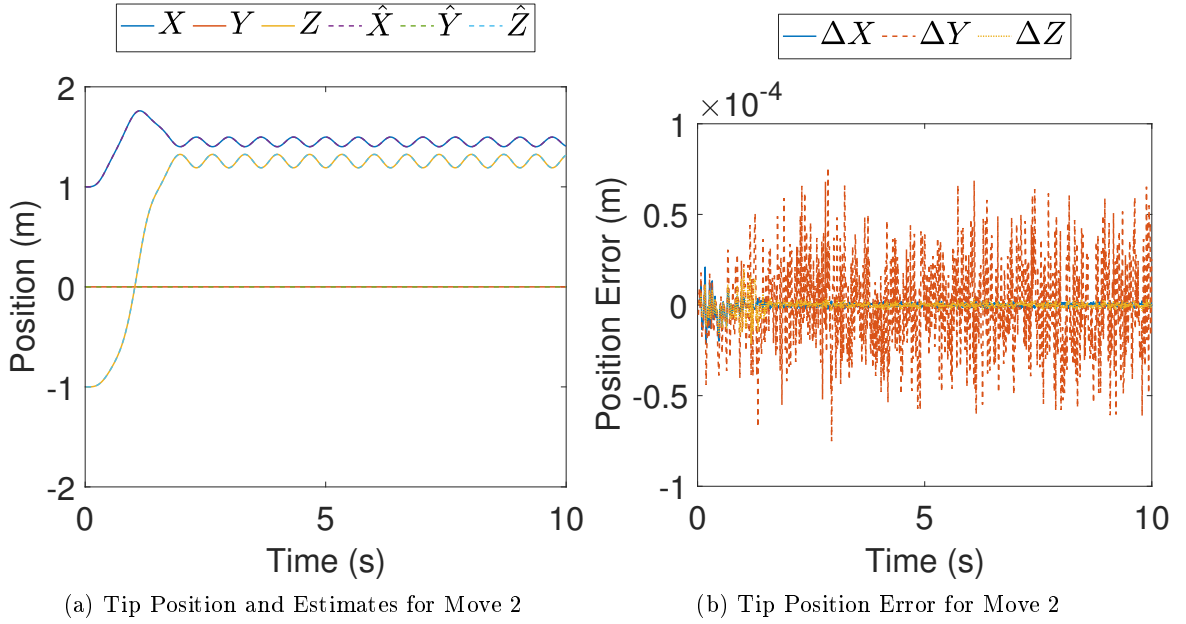 X Y Z X̂ Ŷ Ẑ
2
1
0
-1
-2
0 5 10
Position (m)
Time (s)
(a) Tip Position and Estimates for Move 2
ΔX ΔY ΔZ
×10⁻⁴
1
0.5
0
-0.5
-1
0 5 10
Position Error (m)
Time (s)
(b) Tip Position Error for Move 2